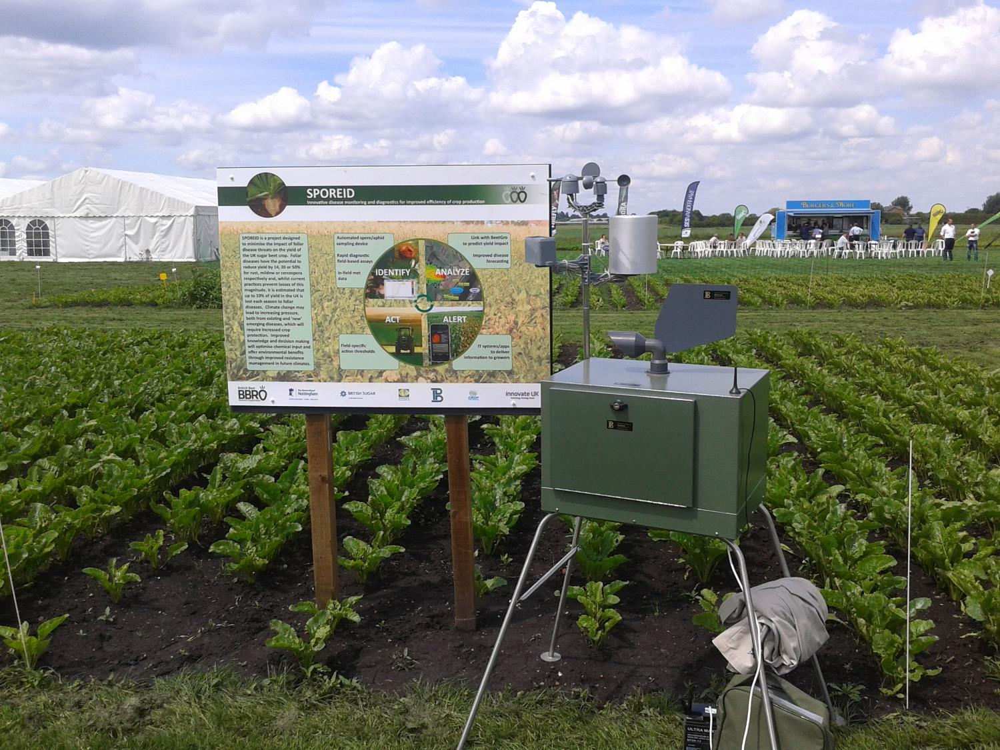 SPOREID
Innovative disease monitoring and diagnostics for improved efficiency of crop production
SPOREID is a project designed
to minimise the impact of foliar
disease threats on the yield of
the UK sugar beet crop. Foliar
diseases have the potential to
reduce yield by 14, 20 or 50%
for rust, mildew or cercospora
respectively and, whilst current
practices prevent losses of this
magnitude, it is estimated that
up to 10% of yield in the UK is
lost each season to foliar
diseases. Climate change may
lead to increasing pressure,
both from existing and 'new'
emerging diseases, which will
require increased crop
protection. Improved
knowledge and decision making
will optimise chemical input and
offer environmental benefits
through improved resistance
management in future climates.
Automated spore/aphid
sampling device
Rapid diagnostic
field-based assays
in-field met
data
Link with BeetGro
to predict yield impact
Improved disease
forecasting
IDENTIFY
ANALYZE
ACT
ALERT
Field-specific
action thresholds
IT systems/apps
to deliver
information to growers
British Beet
BBRO
The University of
Nottingham
BRITISH SUGAR
B
CROP
Innovate UK
Technology Strategy Board
FIREFLY
SESVANDERHAVE
BURGERS & MORE
ULTRA MAX